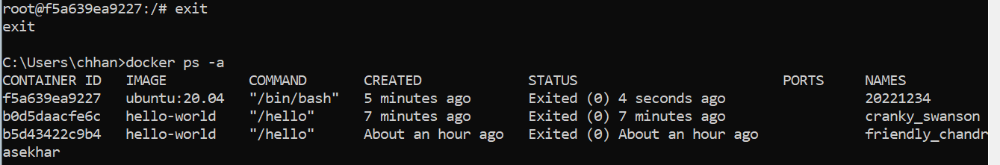 root@f5a639ea9227:/# exit
exit
C:\Users\chhan>docker ps -a
CONTAINER ID   IMAGE          COMMAND       CREATED             STATUS                         PORTS     NAMES
f5a639ea9227   ubuntu:20.04   "/bin/bash"   5 minutes ago       Exited (0) 4 seconds ago                 20221234
b0d5daacfe6c   hello-world    "/hello"      7 minutes ago       Exited (0) 7 minutes ago                 cranky_swanson
b5d43422c9b4   hello-world    "/hello"      About an hour ago   Exited (0) About an hour ago             friendly_chandr
asekhar